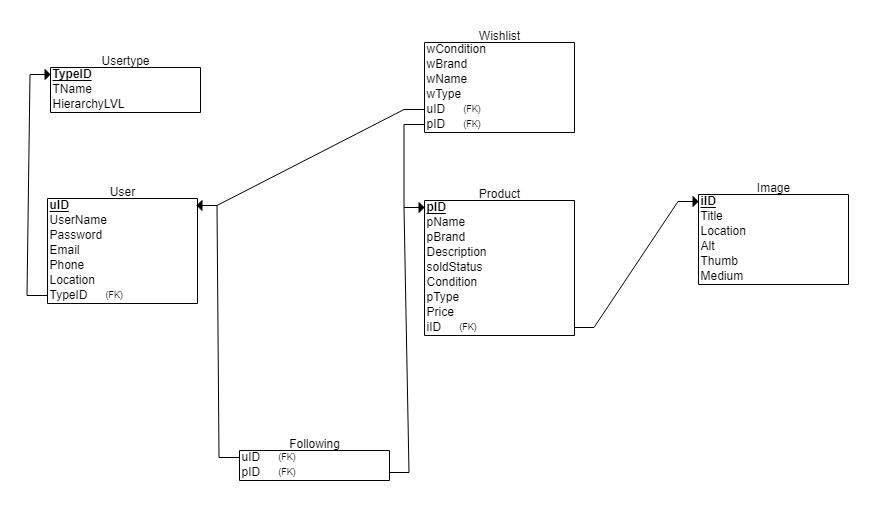 Usertype
TypeID
TName
HierarchyLVL
Wishlist
wCondition
wBrand
wName
wType
uID (FK)
pID (FK)
User
uID
UserName
Password
Email
Phone
Location
TypeID (FK)
Product
pID
pName
pBrand
Description
soldStatus
Condition
pType
Price
iID (FK)
Image
iID
Title
Location
Alt
Thumb
Medium
Following
uID (FK)
pID (FK)